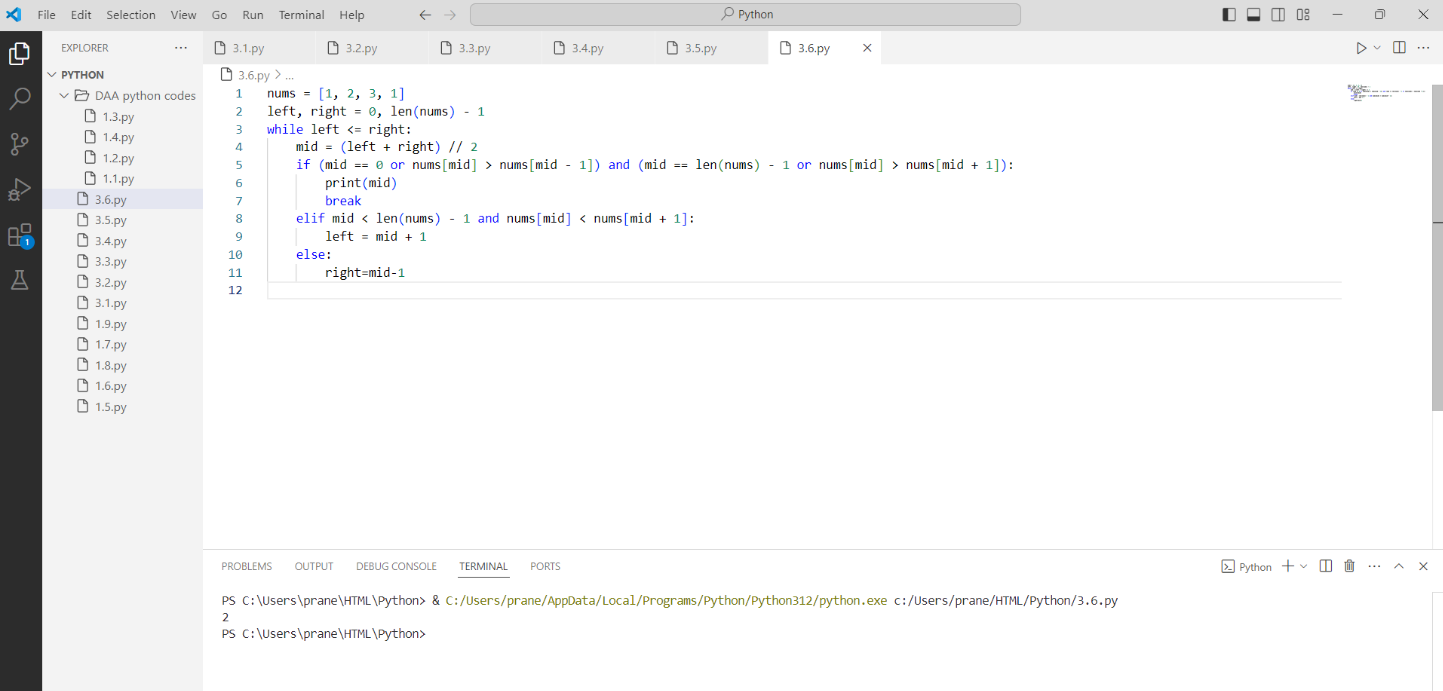 File Edit Selection View Go Run Terminal Help Python
EXPLORER
PYTHON
DAA python codes
1.3.py
1.4.py
1.2.py
1.1.py
3.6.py
3.5.py
3.4.py
3.3.py
3.2.py
3.1.py
1.9.py
1.7.py
1.8.py
1.6.py
1.5.py
1
3.1.py 3.2.py 3.3.py 3.4.py 3.5.py 3.6.py
3.6.py > ...
1 nums = [1, 2, 3, 1]
2 left, right = 0, len(nums) - 1
3 while left <= right:
4     mid = (left + right) // 2
5     if (mid == 0 or nums[mid] > nums[mid - 1]) and (mid == len(nums) - 1 or nums[mid] > nums[mid + 1]):
6         print(mid)
7         break
8     elif mid < len(nums) - 1 and nums[mid] < nums[mid + 1]:
9         left = mid + 1
10     else:
11         right=mid-1
12
PROBLEMS OUTPUT DEBUG CONSOLE TERMINAL PORTS Python
PS C:\Users\prane\HTML\Python> & C:/Users/prane/AppData/Local/Programs/Python/Python312/python.exe c:/Users/prane/HTML/Python/3.6.py
2
PS C:\Users\prane\HTML\Python>